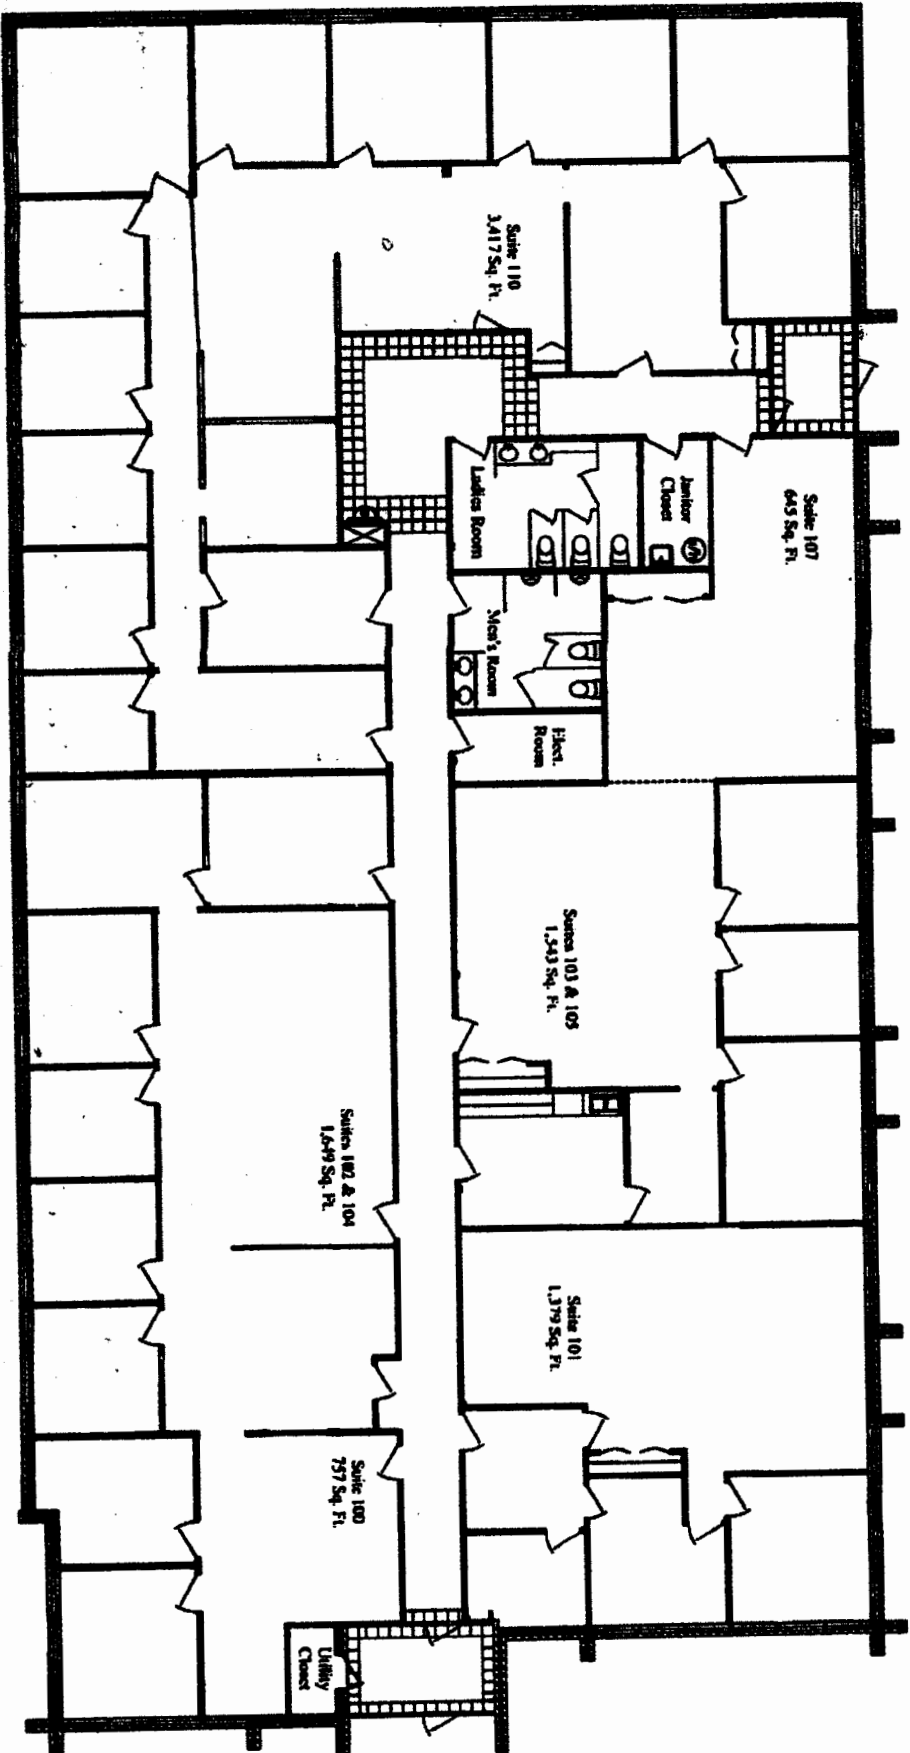 Suite 110
3,417 Sq. Ft.
Ladies Room
Janitor
Closet
Suite 107
645 Sq. Ft.
Men's Room
Elect.
Room
Suites 103 & 105
1,543 Sq. Ft.
Suites 102 & 104
1,649 Sq. Ft.
Suite 101
1,379 Sq. Ft.
Suite 100
757 Sq. Ft.
Utility
Closet